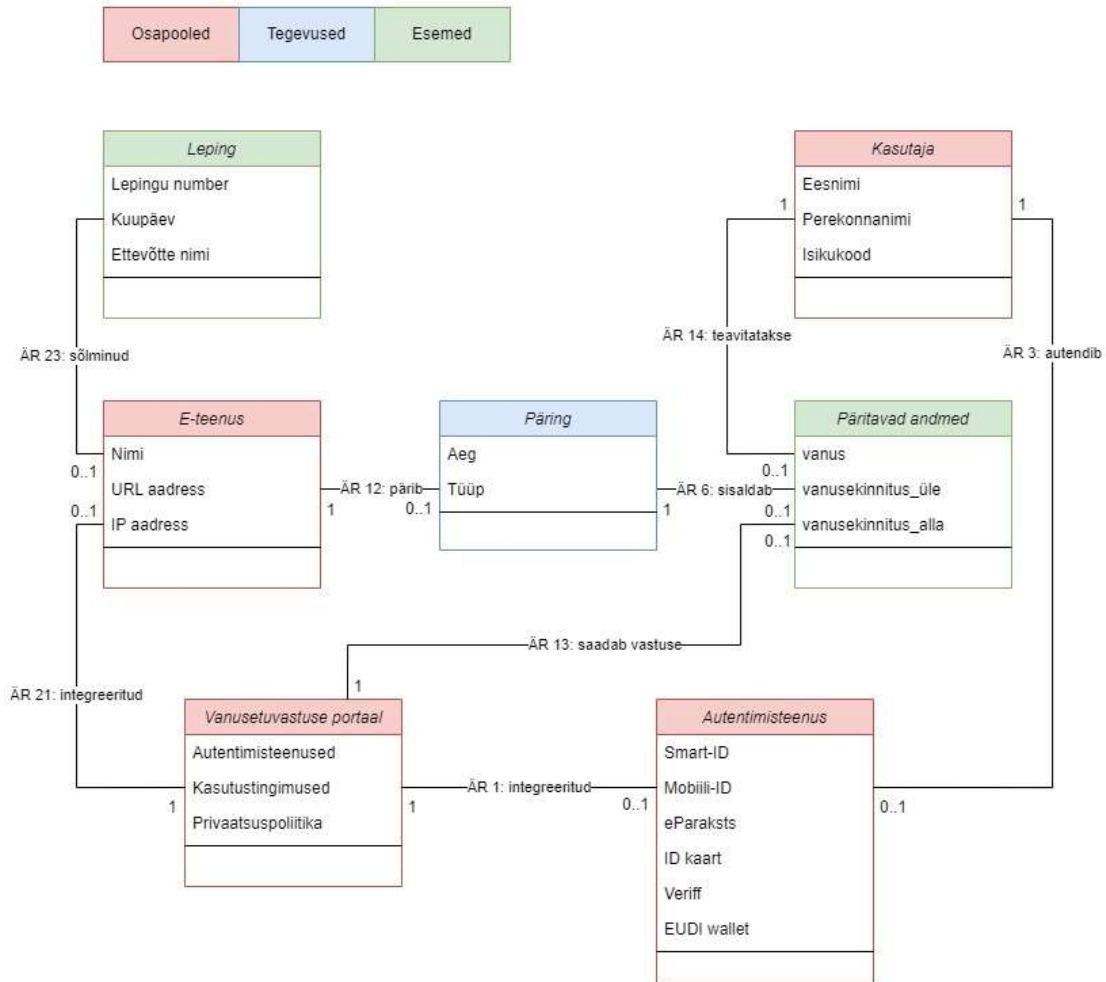 Osapooled
Tegevused
Esemed
Leping
Lepingu number
Kuupäev
Ettevõtte nimi
Kasutaja
Eesnimi
Perekonnanimi
Isikukood
1
1
ÄR 23: sõlminud
ÄR 14: teavitatakse
ÄR 3: autendib
E-teenus
Nimi
URL aadress
IP aadress
0..1
0..1
ÄR 12: pärib
1
0..1
Päring
Aeg
Tüüp
ÄR 6: sisaldab
1
0..1
Päritavad andmed
vanus
vanusekinnitus_üle
vanusekinnitus_alla
0..1
0..1
ÄR 13: saadab vastuse
1
ÄR 21: integreeritud
1
Vanusetuvastuse portaal
Autentimisteenused
Kasutustingimused
Privaatsuspoliitika
ÄR 1: integreeritud
1
0..1
Autentimisteenus
Smart-ID
Mobiili-ID
eParaksts
ID kaart
Veriff
EUDI wallet
0..1